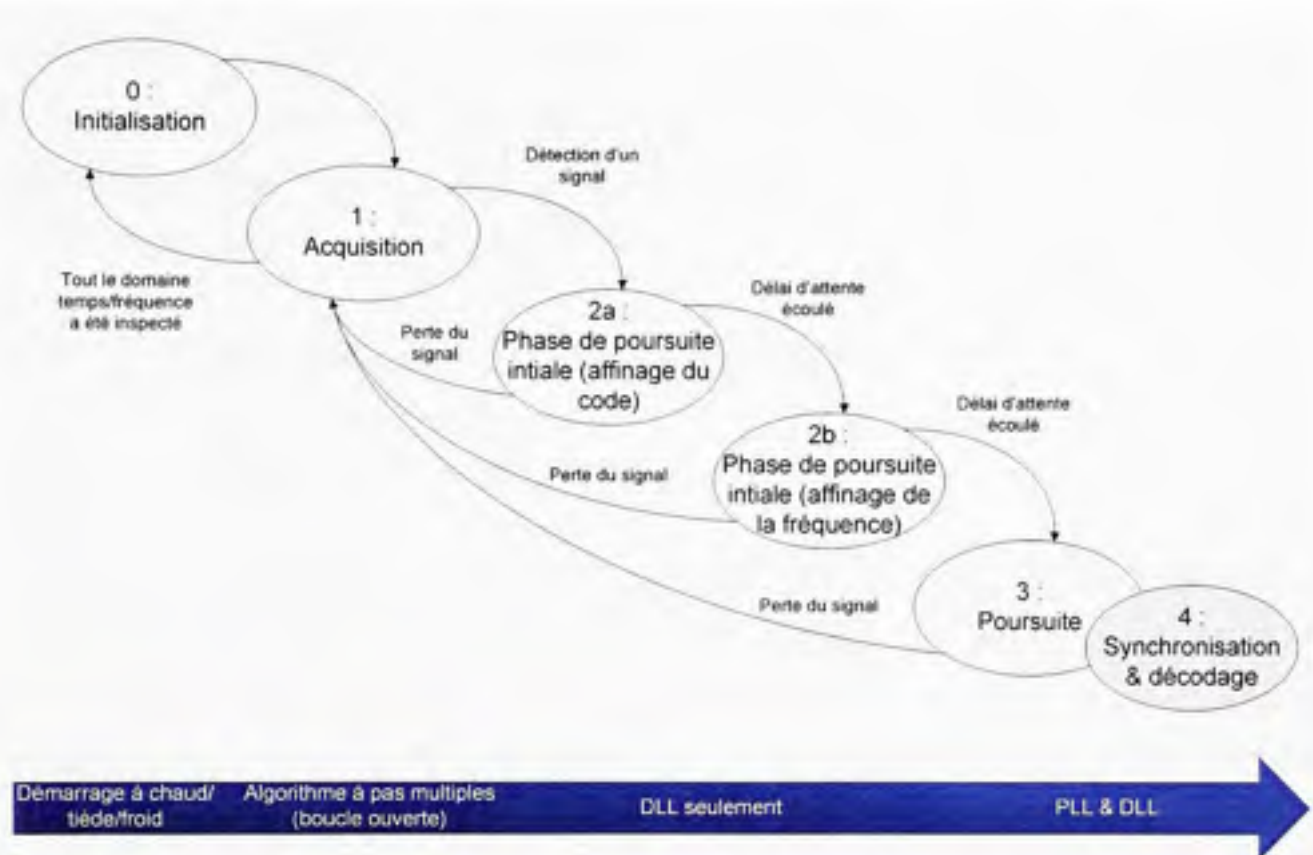 0 :
Initialisation
Détection d'un
signal
1 :
Acquisition
Tout le domaine
temps/fréquence
a été inspecté
Délai d'attente
écoulé
2a :
Phase de poursuite
intiale (affinage du
code)
Perte du
signal
Délai d'attente
écoulé
2b :
Phase de poursuite
intiale (affinage de
la fréquence)
Perte du signal
3 :
Poursuite
Perte du signal
4 :
Synchronisation
& décodage
Démarrage à chaud/
tiède/froid
Algorithme à pas multiples
(boucle ouverte)
DLL seulement
PLL & DLL